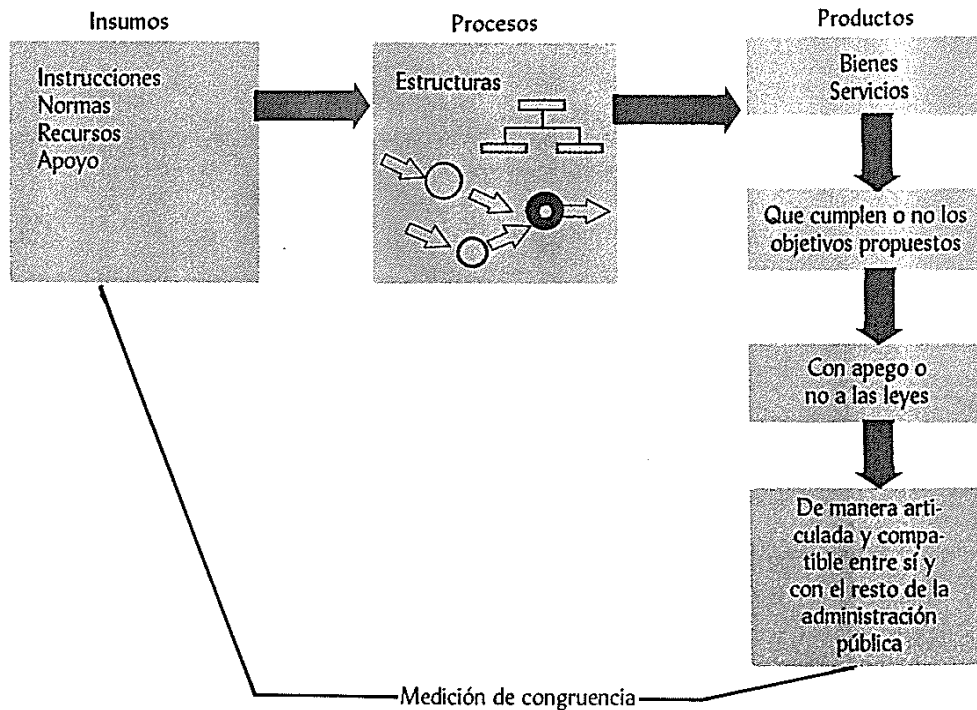 Insumos
Instrucciones
Normas
Recursos
Apoyo
Procesos
Estructuras
Productos
Bienes
Servicios
Que cumplen o no los
objetivos propuestos
Con apego o
no a las leyes
De manera arti-
culada y compa-
tible entre sí y
con el resto de la
administración
pública
Medición de congruencia